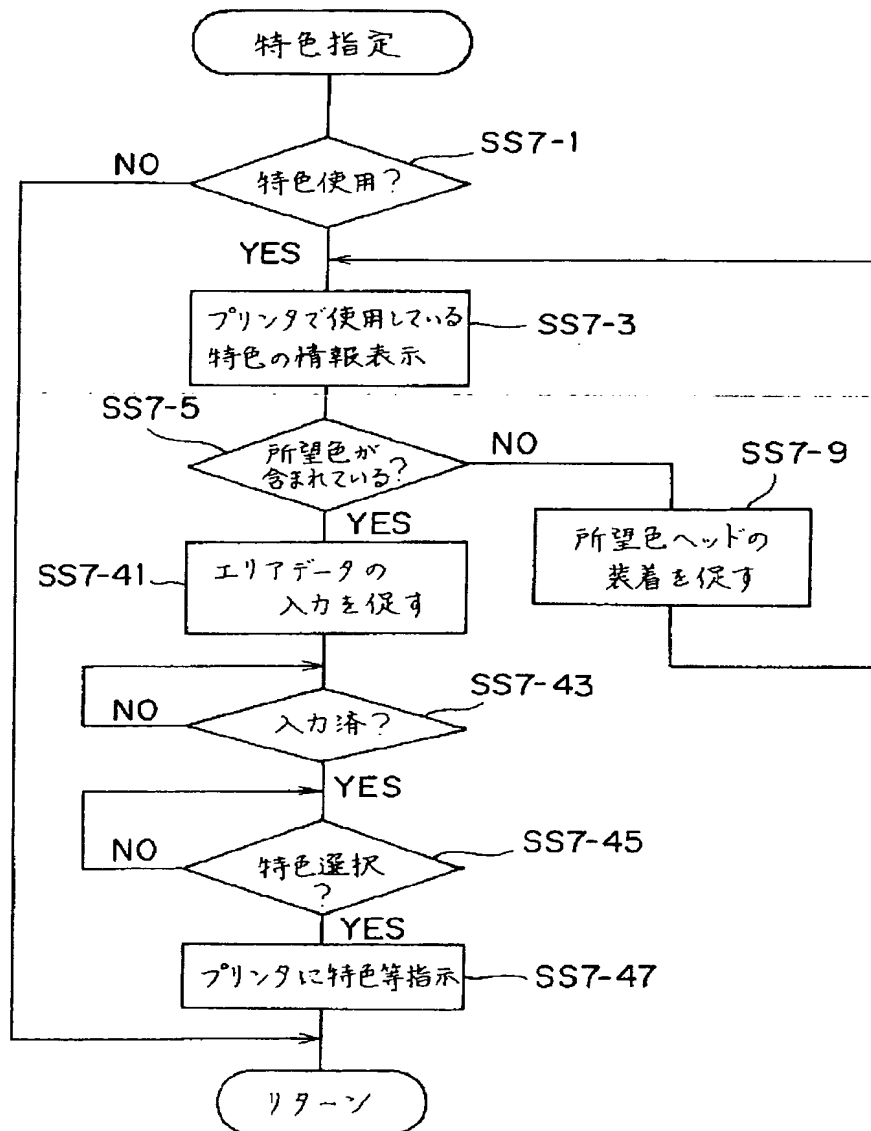 特色指定
SS7-1
NO
特色使用?
YES
プリンタで使用している
特色の情報表示
SS7-3
SS7-5
所望色が
含まれている?
NO
SS7-9
YES
所望色ヘッドの
装着を促す
SS7-41
エリアデータの
入力を促す
SS7-43
NO
入力済?
YES
SS7-45
NO
特色選択
?
YES
プリンタに特色等指示
SS7-47
リターン